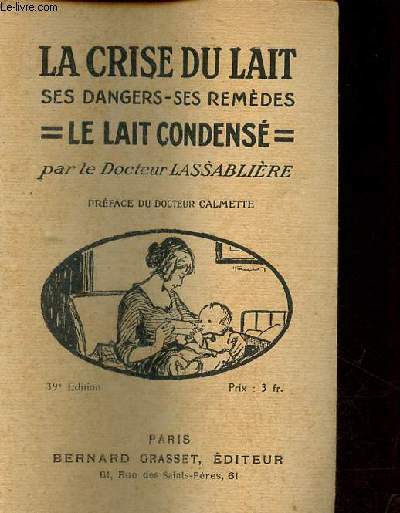 le-livre.com
LA CRISE DU LAIT
SES DANGERS-SES REMÈDES
=LE LAIT CONDENSÉ=
par le Docteur LASSABLIÈRE
PRÉFACE DU DOCTEUR CALMETTE
39e Edition
Prix : 3 fr.
PARIS
BERNARD GRASSET, ÉDITEUR
61, Rue des Saints-Pères, 61